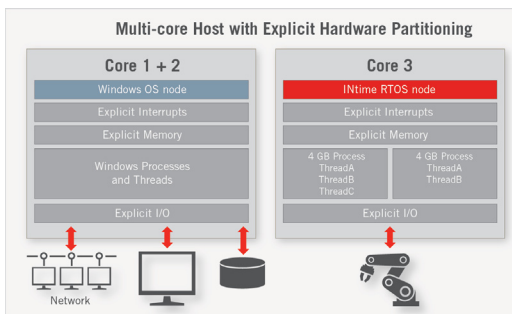 Multi-core Host with Explicit Hardware Partitioning
Core 1 + 2
Windows OS node
Explicit Interrupts
Explicit Memory
Windows Processes
and Threads
Explicit I/O
Network
Core 3
INtime RTOS node
Explicit Interrupts
Explicit Memory
4 GB Process
ThreadA
ThreadB
ThreadC
4 GB Process
ThreadA
ThreadB
Explicit I/O